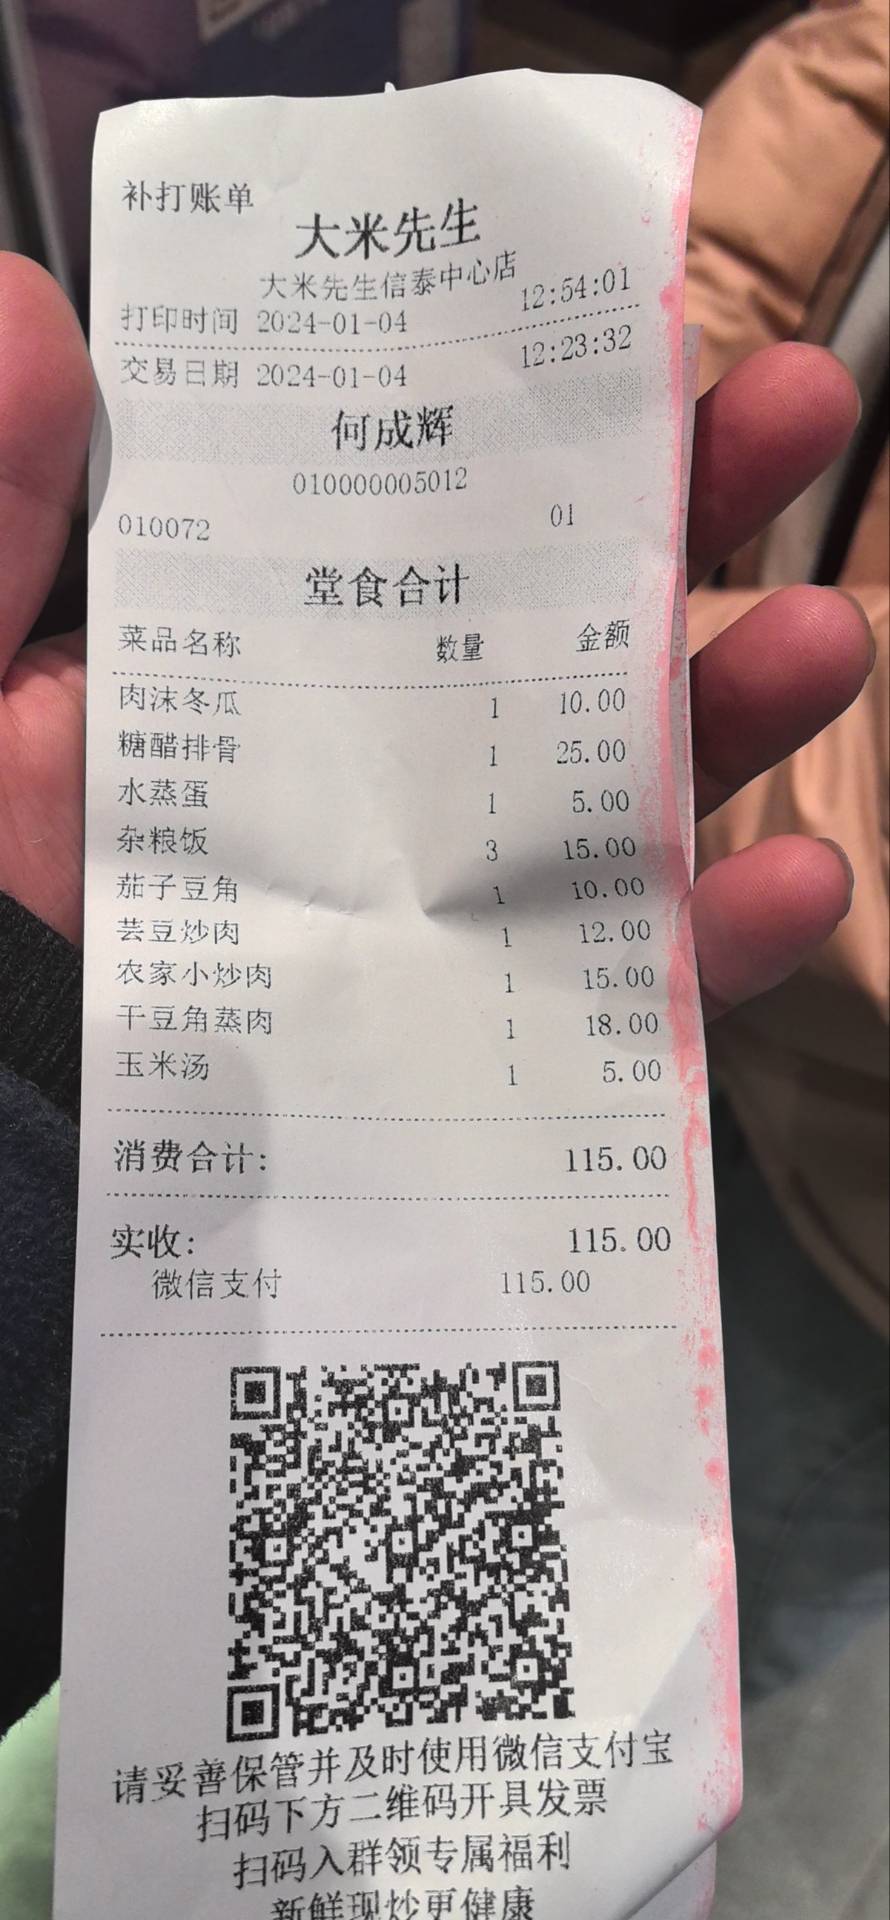 补打账单
大米先生
大米先生信泰中心店
打印时间 2024-01-04 12:54:01
交易日期 2024-01-04 12:23:32
何成辉
010000005012
010072 01
堂食合计
菜品名称 数量 金额
肉沫冬瓜 1 10.00
糖醋排骨 1 25.00
水蒸蛋 1 5.00
杂粮饭 3 15.00
茄子豆角 1 10.00
芸豆炒肉 1 12.00
农家小炒肉 1 15.00
干豆角蒸肉 1 18.00
玉米汤 1 5.00
消费合计: 115.00
实收: 115.00
微信支付 115.00
请妥善保管并及时使用微信支付宝
扫码下方二维码开具发票
扫码入群领专属福利
新鲜现炒更健康